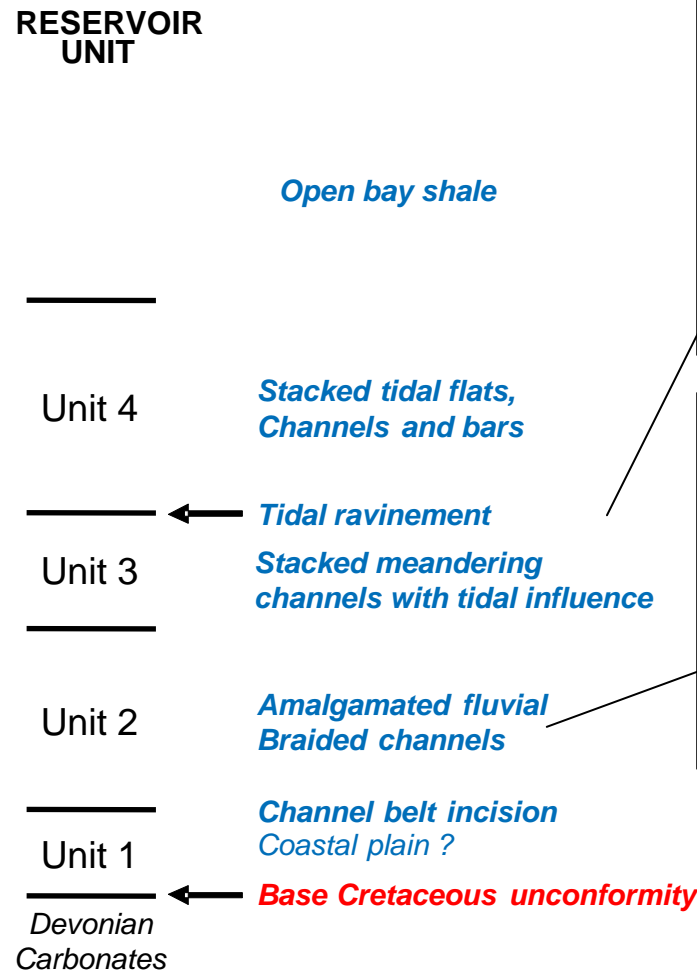 RESERVOIR
UNIT
Open bay shale
Unit 4
Stacked tidal flats,
Channels and bars
Tidal ravinement
Unit 3
Stacked meandering
channels with tidal influence
Unit 2
Amalgamated fluvial
Braided channels
Channel belt incision
Unit 1
Coastal plain ?
Base Cretaceous unconformity
Devonian
Carbonates